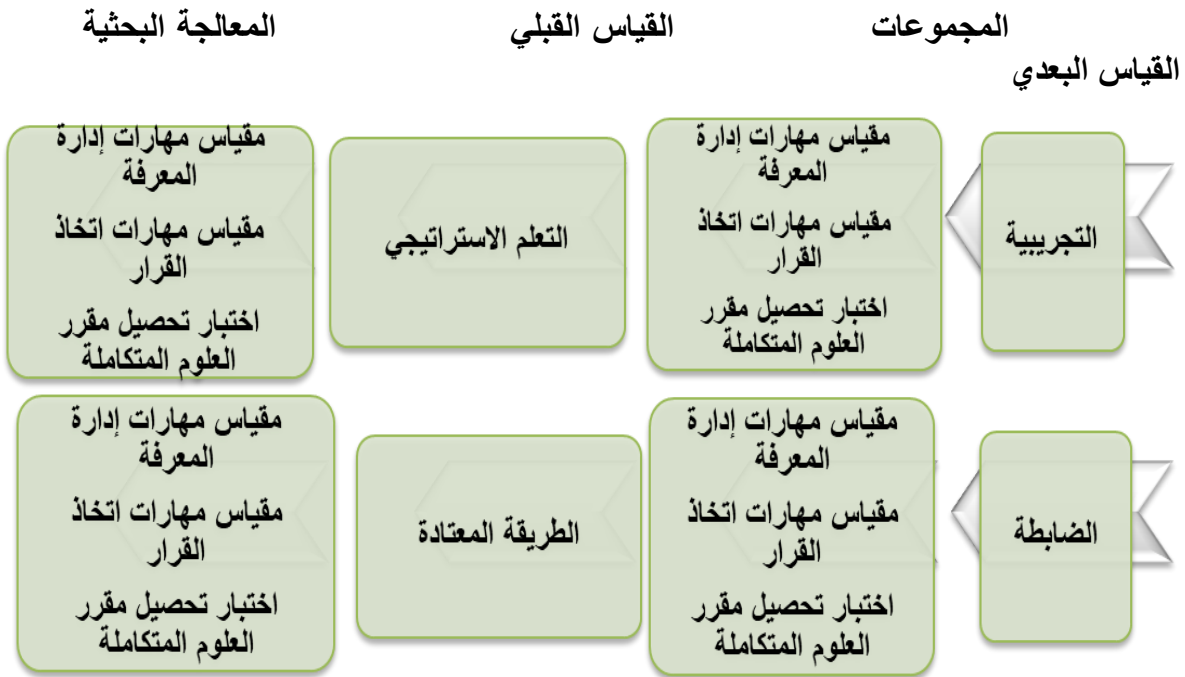 المجموعات القياس القبلي المعالجة البحثية
القياس البعدي
التجريبية
مقياس مهارات إدارة
المعرفة
مقياس مهارات اتخاذ
القرار
اختبار تحصيل مقرر
العلوم المتكاملة
التعلم الاستراتيجي
مقياس مهارات إدارة
المعرفة
مقياس مهارات اتخاذ
القرار
اختبار تحصيل مقرر
العلوم المتكاملة
الضابطة
مقياس مهارات إدارة
المعرفة
مقياس مهارات اتخاذ
القرار
اختبار تحصيل مقرر
العلوم المتكاملة
الطريقة المعتادة
مقياس مهارات إدارة
المعرفة
مقياس مهارات اتخاذ
القرار
اختبار تحصيل مقرر
العلوم المتكاملة